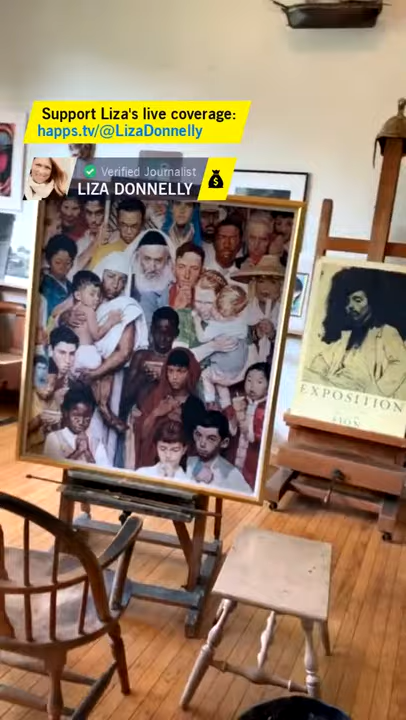 Support Liza's live coverage:
happs.tv/@LizaDonnelly
Verified Journalist
LIZA DONNELLY
EXPOSITION